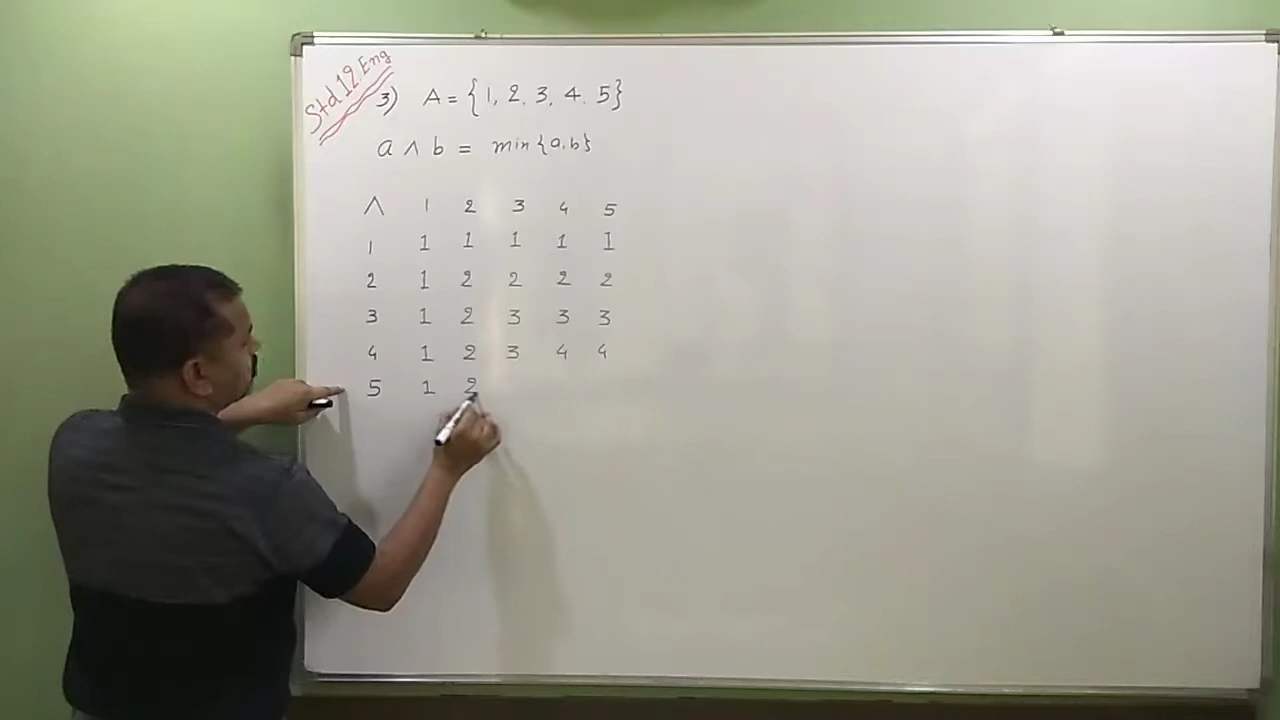 Std 12 Eng
3) A = {1, 2. 3, 4. 5}
a ∧ b = min {a.b}
∧ 1 2 3 4 5
1 1 1 1 1 1
2 1 2 2 2 2
3 1 2 3 3 3
4 1 2 3 4 4
5 1 2